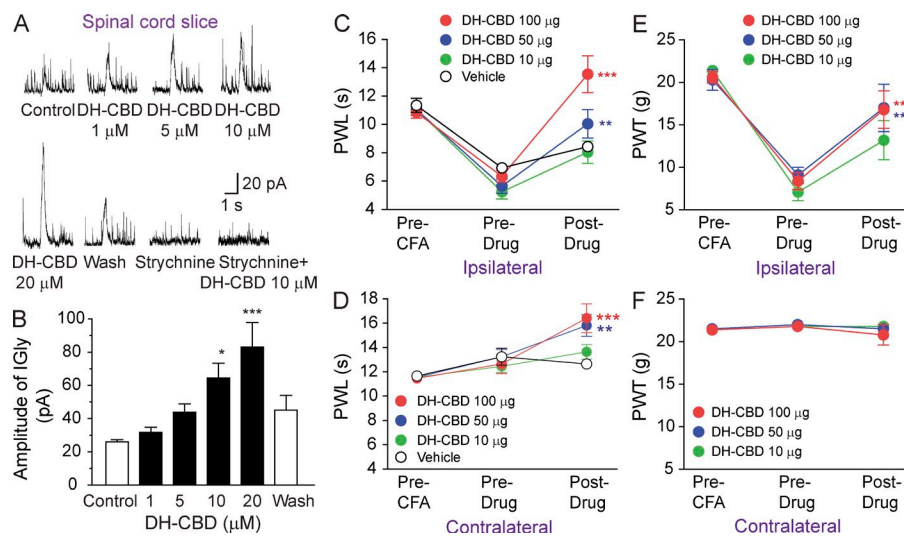 A
Spinal cord slice
Control
DH-CBD
1 μM
DH-CBD
5 μM
DH-CBD
10 μM
20 pA
1 s
DH-CBD
20 μM
Wash
Strychnine
Strychnine+
DH-CBD 10 μM
B
Amplitude of IGly
(pA)
100
80
60
40
20
0
*
***
Control
1
5
10
20
Wash
DH-CBD (μM)
C
DH-CBD 100 μg
DH-CBD 50 μg
DH-CBD 10 μg
Vehicle
PWL (s)
16
14
12
10
8
6
4
***
**
Pre-
CFA
Pre-
Drug
Post-
Drug
Ipsilateral
D
PWL (s)
18
16
14
12
10
8
6
4
***
**
DH-CBD 100 μg
DH-CBD 50 μg
DH-CBD 10 μg
Vehicle
Pre-
CFA
Pre-
Drug
Post-
Drug
Contralateral
E
DH-CBD 100 μg
DH-CBD 50 μg
DH-CBD 10 μg
PWT (g)
25
20
15
10
5
0
**
**
Pre-
CFA
Pre-
Drug
Post-
Drug
Ipsilateral
F
PWT (g)
25
20
15
10
5
0
DH-CBD 100 μg
DH-CBD 50 μg
DH-CBD 10 μg
Pre-
CFA
Pre-
Drug
Post-
Drug
Contralateral